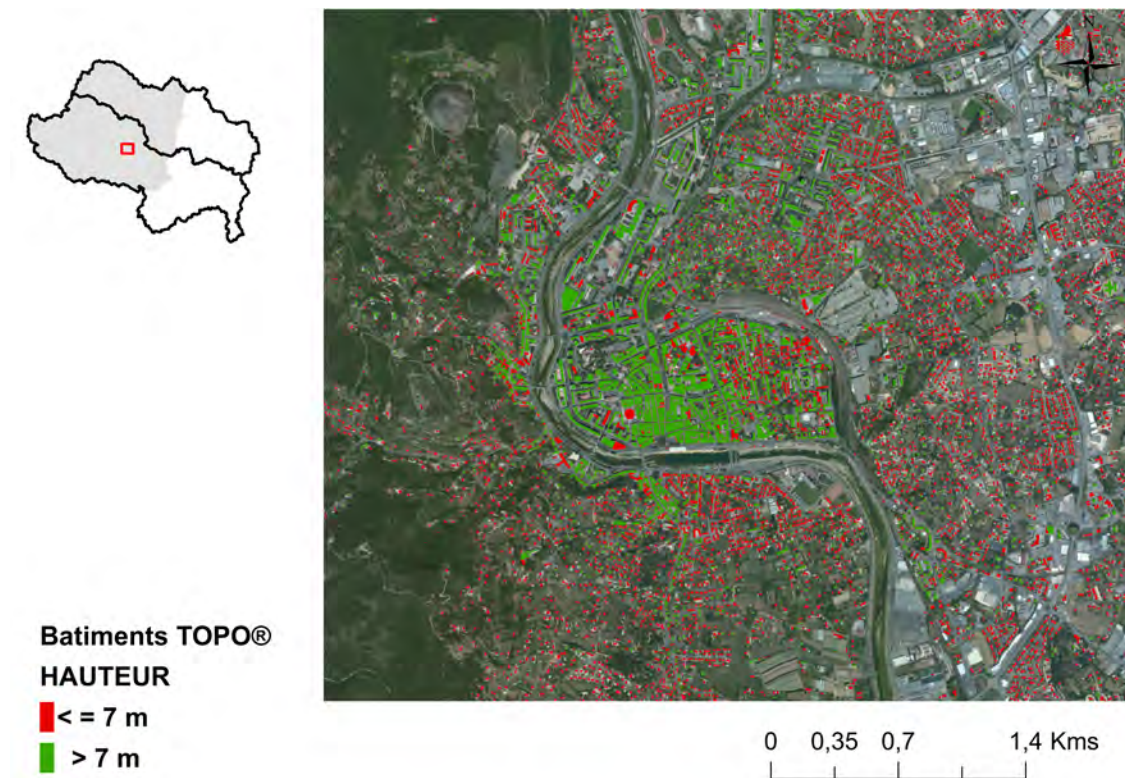 N
Batiments TOPO®
HAUTEUR
< = 7 m
> 7 m
0 0,35 0,7 1,4 Kms